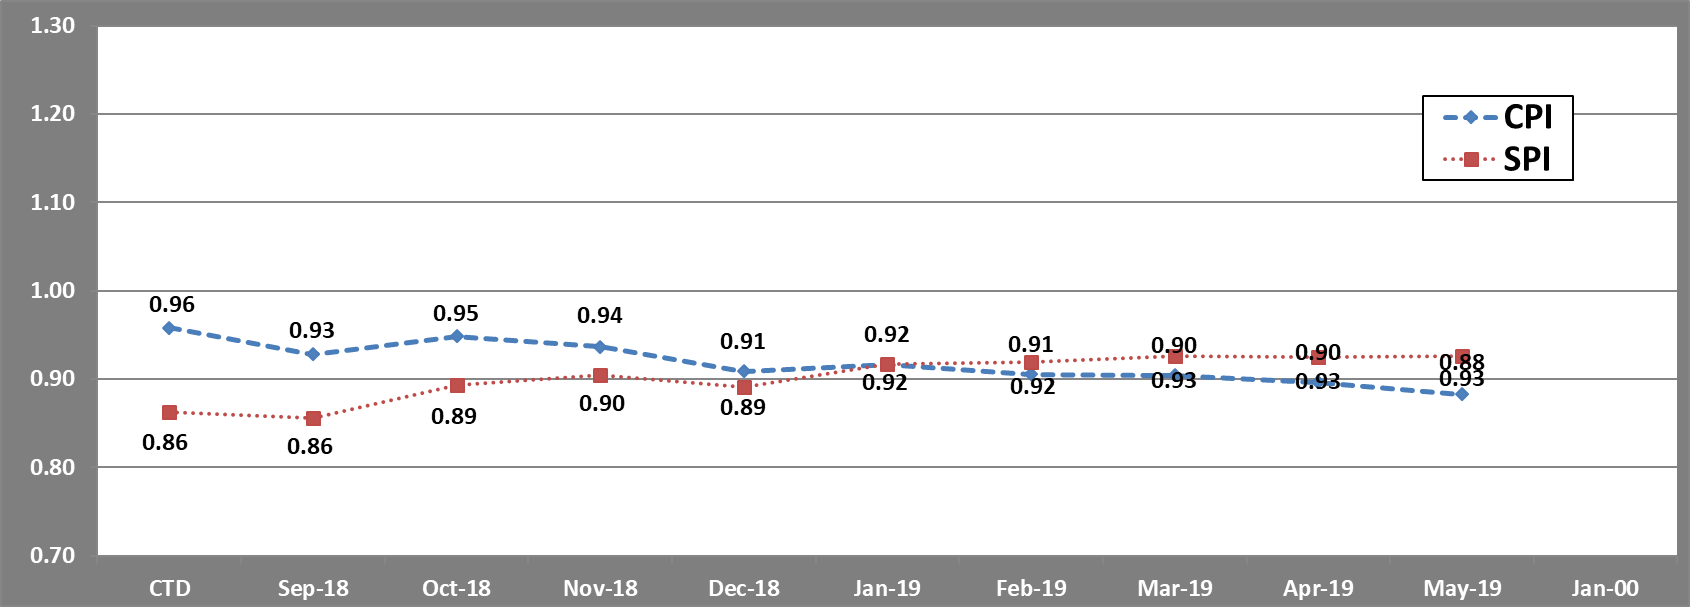 1.30
1.20
1.10
1.00
0.90
0.80
0.70
CPI
SPI
0.96 0.93 0.95 0.94 0.91 0.92 0.91 0.90 0.90 0.88
0.86 0.86 0.89 0.90 0.89 0.92 0.92 0.93 0.93 0.93
CTD Sep-18 Oct-18 Nov-18 Dec-18 Jan-19 Feb-19 Mar-19 Apr-19 May-19 Jan-00